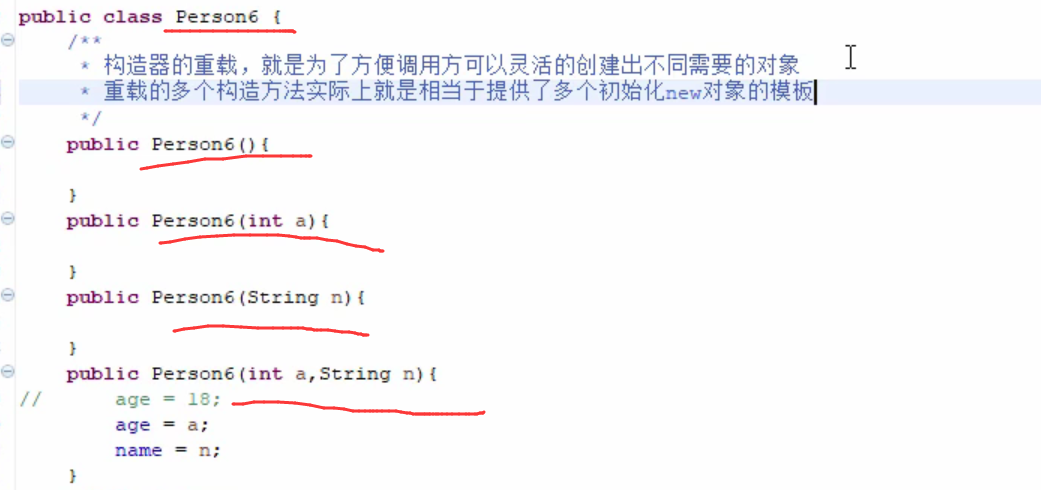 public class Person6 {
/**
* 构造器的重载，就是为了方便调用方可以灵活的创建出不同需要的对象
* 重载的多个构造方法实际上就是相当于提供了多个初始化new对象的模板
*/
public Person6(){
}
public Person6(int a){
}
public Person6(String n){
}
public Person6(int a,String n){
// age = 18;
age = a;
name = n;
}